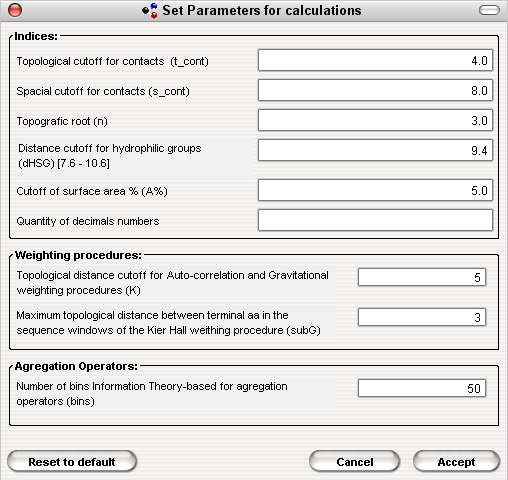 Set Parameters for calculations
Indices:
Topological cutoff for contacts (t_cont)
4.0
Spacial cutoff for contacts (s_cont)
8.0
Topografic root (n)
3.0
Distance cutoff for hydrophilic groups
(dHSG) [7.6 - 10.6]
9.4
Cutoff of surface area % (A%)
5.0
Quantity of decimals numbers
Weighting procedures:
Topological distance cutoff for Auto-correlation and Gravitational
weighting procedures (K)
5
Maximum topological distance between terminal aa in the
sequence windows of the Kier Hall weithing procedure (subG)
3
Agregation Operators:
Number of bins Information Theory-based for agregation
operators (bins)
50
Reset to default
Cancel
Accept